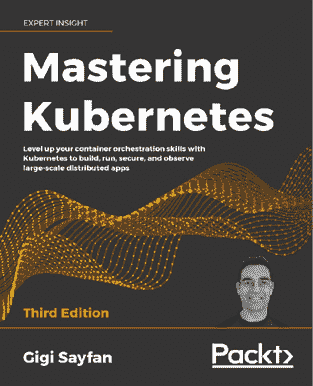 EXPERT INSIGHT
Mastering
Kubernetes
Level up your container orchestration skills with
Kubernetes to build, run, secure, and observe
large-scale distributed apps
Third Edition
Gigi Sayfan
Packt>